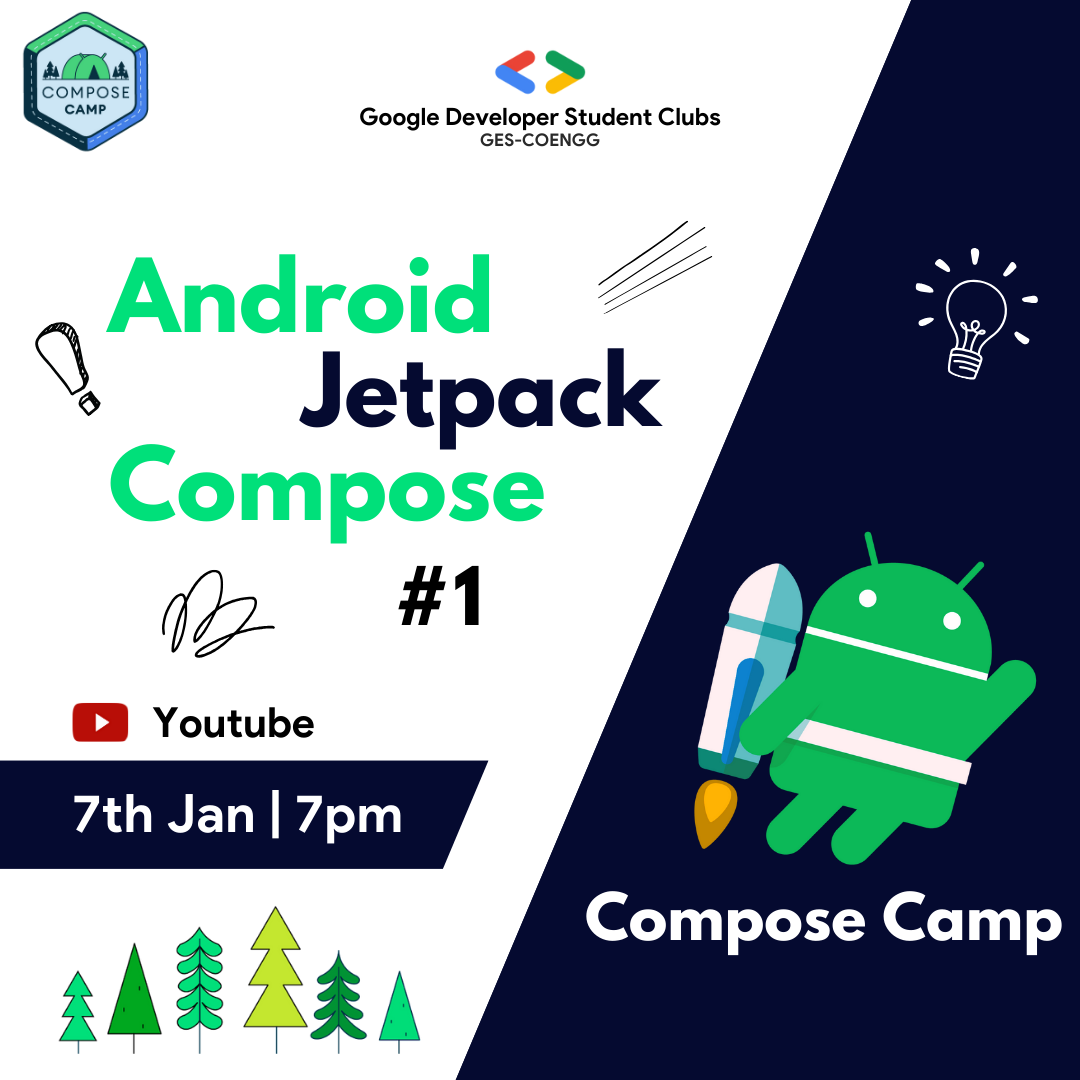 COMPOSE
CAMP
Google Developer Student Clubs
GES-COENGG
Android
Jetpack
Compose
#1
Youtube
7th Jan | 7pm
Compose Camp